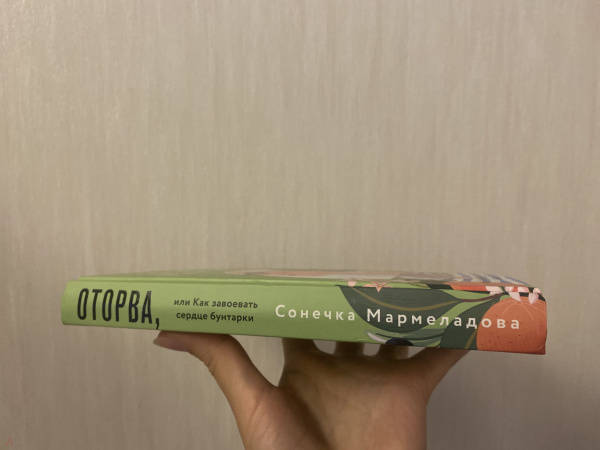 ОТОРВА,
или Как завоевать
сердце бунтарки
Сонечка Мармеладова